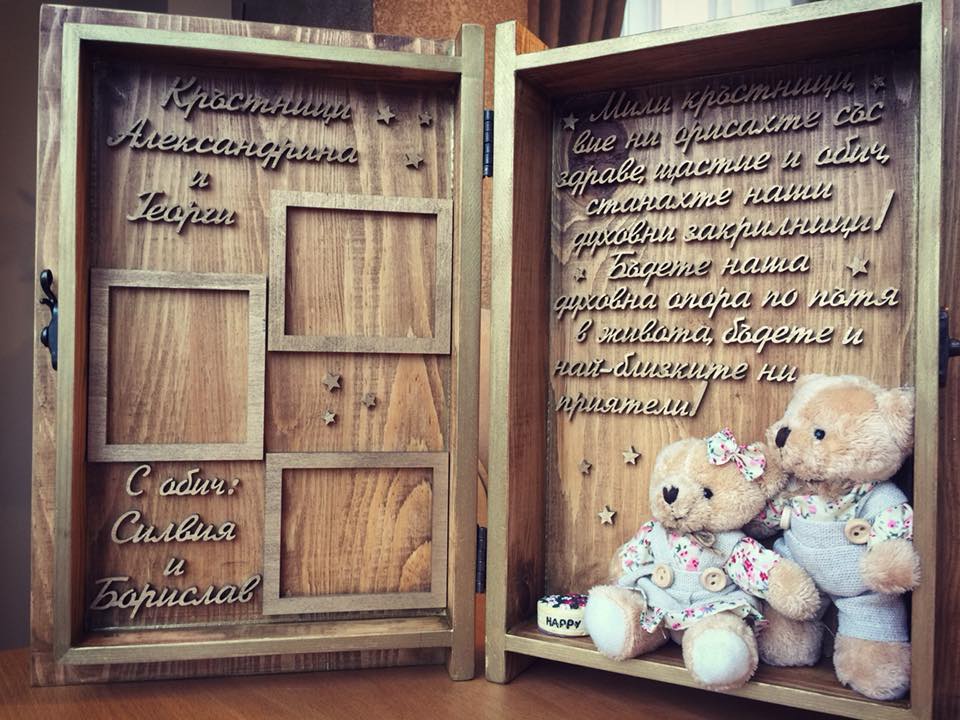 Кръстници
Александрина
и
Георги
С обич:
Силвия
и
Борислав
Мили кръстници,
вие ни орисахте със
здраве, щастие и обич,
станахте наши
духовни закрилници!
Бъдете наша
духовна опора по пътя
в живота, бъдете и
най-близките ни
приятели!
HAPPY